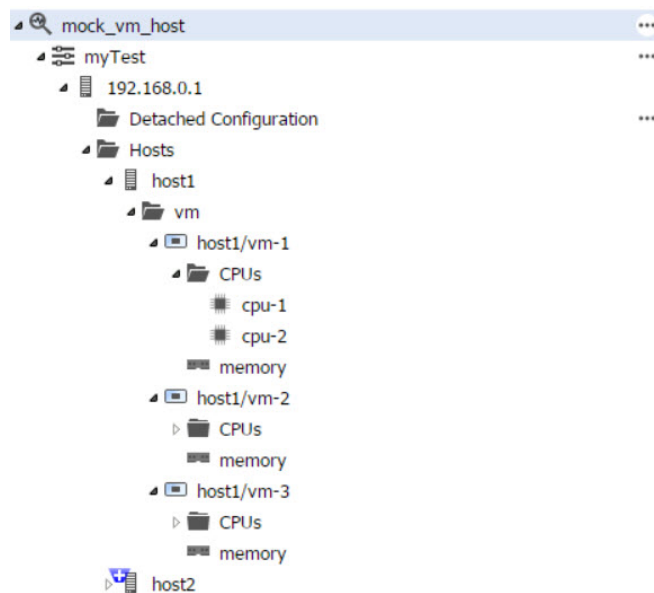 mock_vm_host
myTest
192.168.0.1
Detached Configuration
Hosts
host1
vm
host1/vm-1
CPUs
cpu-1
cpu-2
memory
host1/vm-2
CPUs
memory
host1/vm-3
CPUs
memory
host2